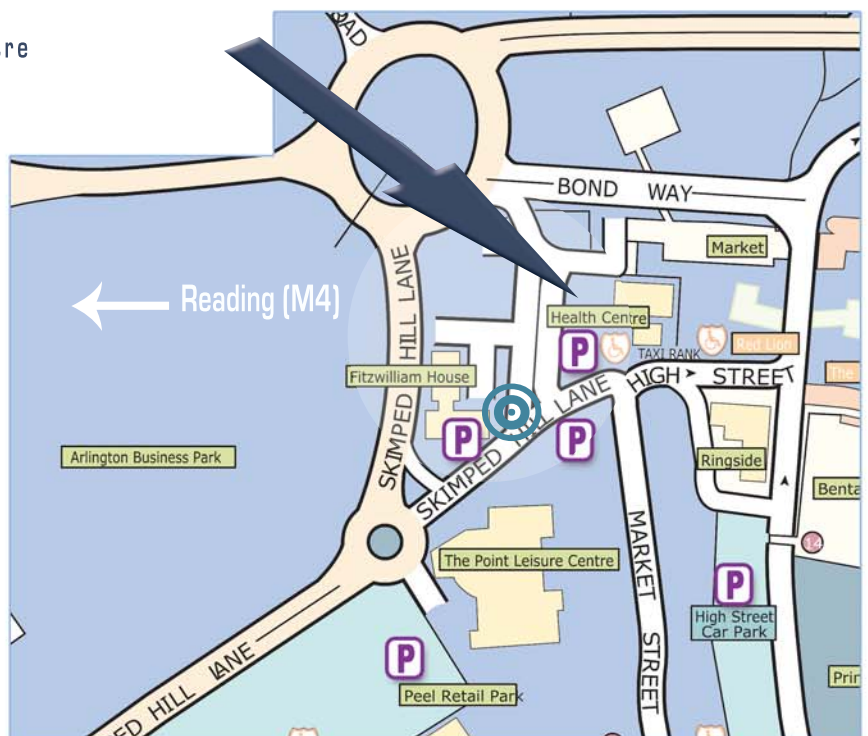 BOND WAY
Market
SKIMPED HILL LANE
Reading (M4)
Health Centre
TAXI RANK
Red Lion
HIGH STREET
P
The
Fitzwilliam House
SKIMPED HILL LANE
P
P
Arlington Business Park
Ringside
MARKET STREET
14
The Point Leisure Centre
P
High Street
Car Park
P
Peel Retail Park
HILL LANE